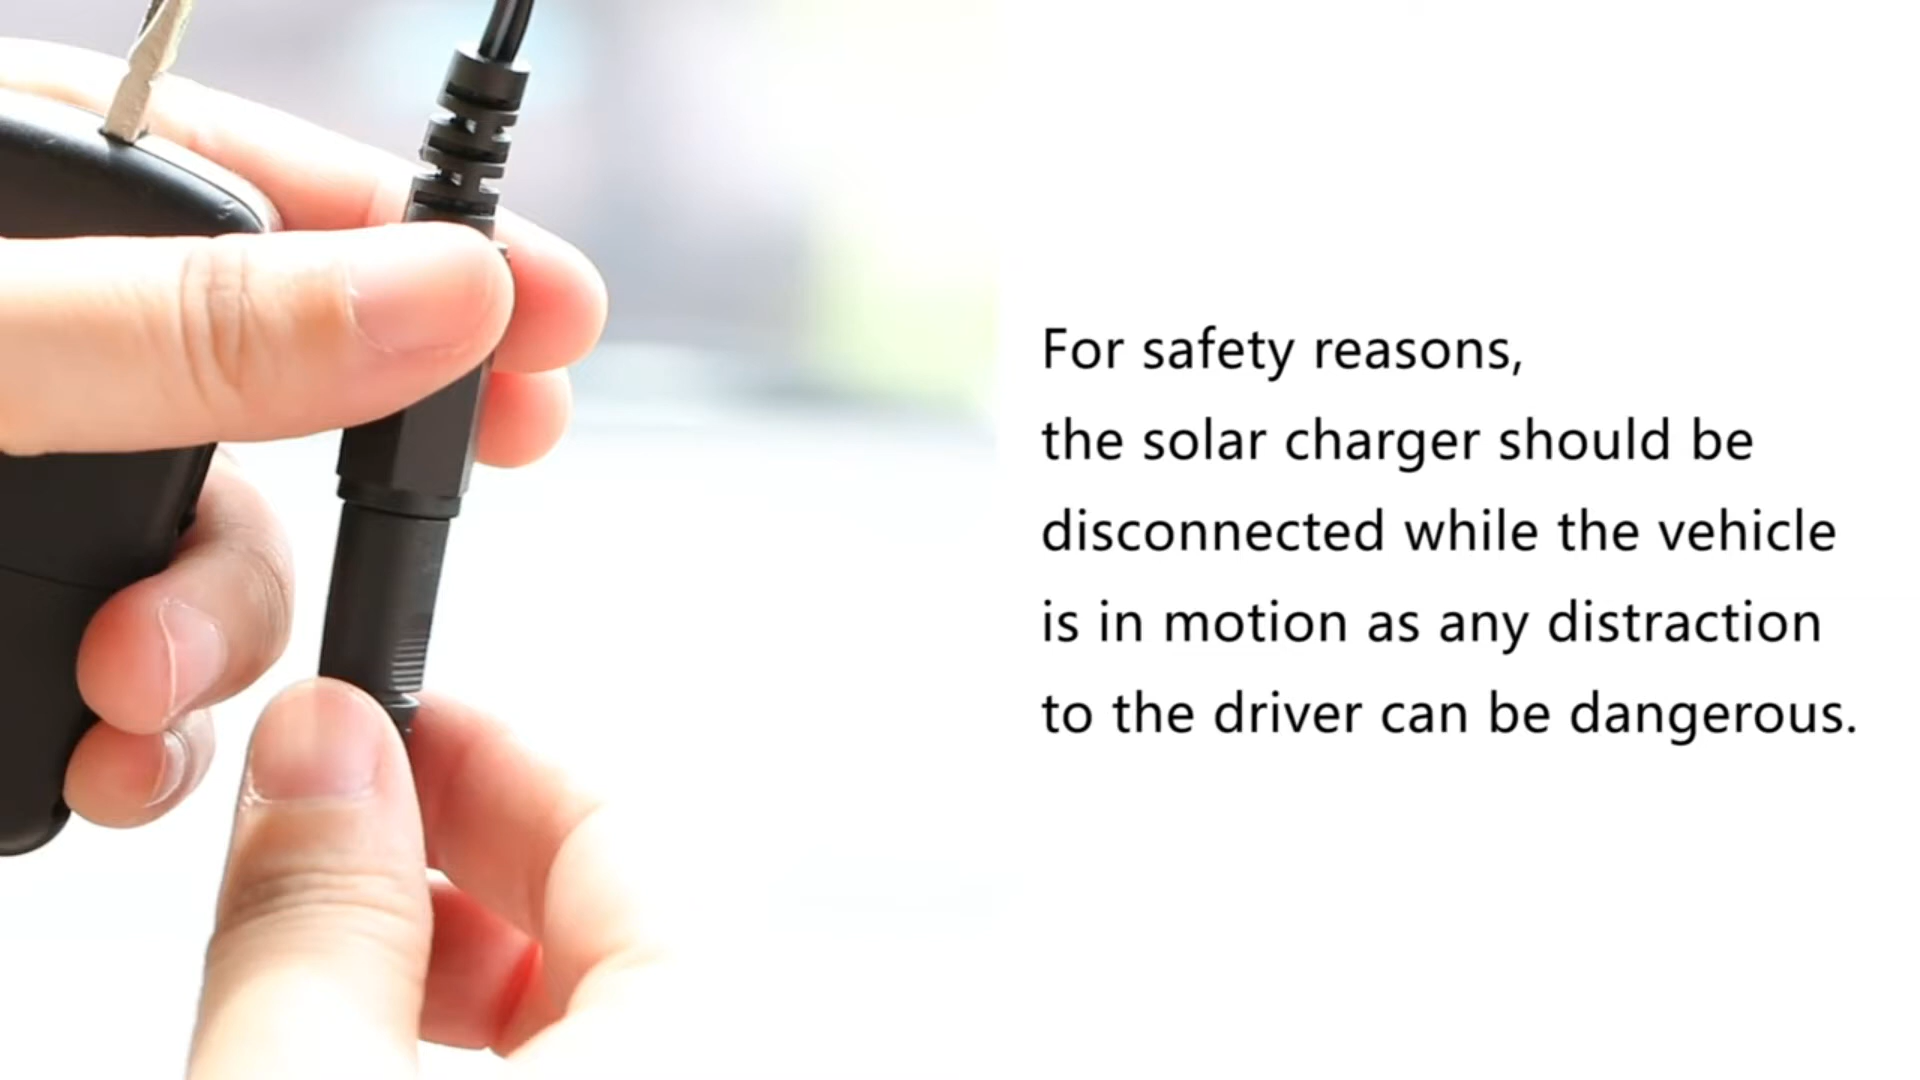 For safety reasons,
the solar charger should be
disconnected while the vehicle
is in motion as any distraction
to the driver can be dangerous.